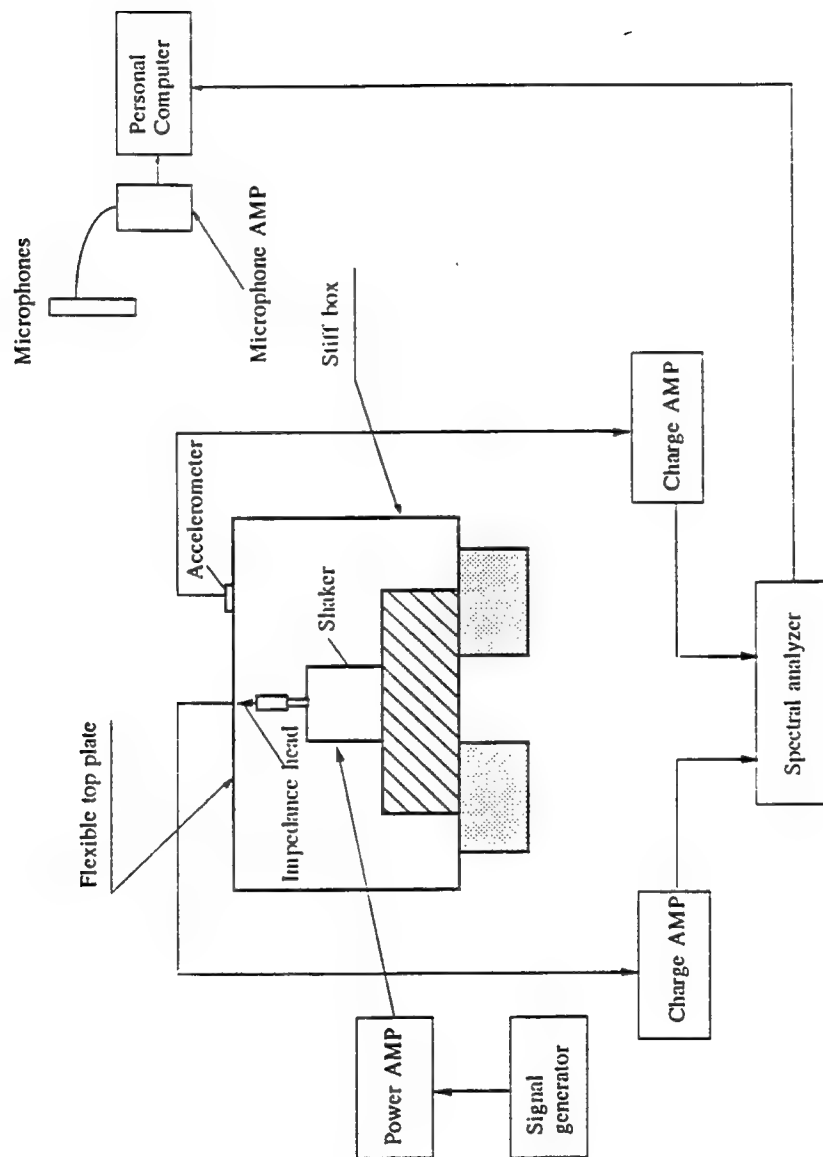 Microphones
Personal
Computer
Microphone AMP
Stiff box
Accelerometer
Flexible top plate
Shaker
Impedance head
Charge AMP
Charge AMP
Power AMP
Signal
generator
Spectral analyzer